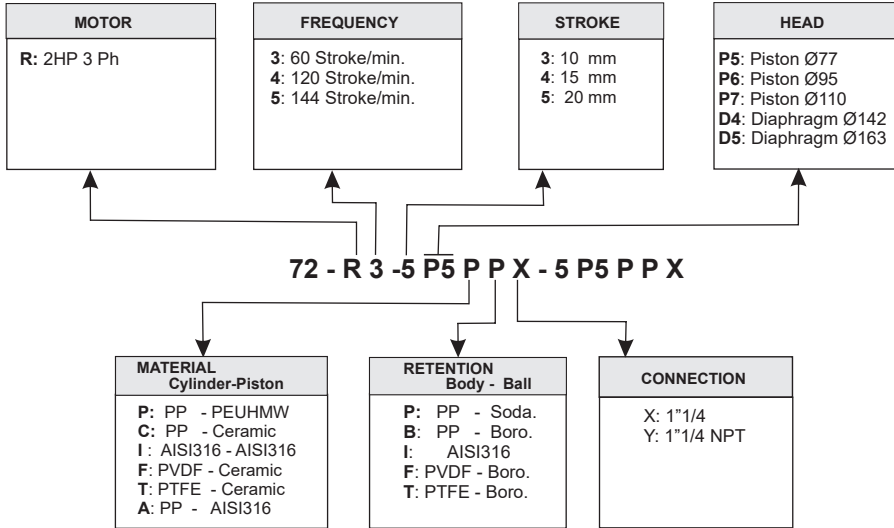 MOTOR
R: 2HP 3 Ph
FREQUENCY
3: 60 Stroke/min.
4: 120 Stroke/min.
5: 144 Stroke/min.
STROKE
3: 10 mm
4: 15 mm
5: 20 mm
HEAD
P5: Piston Ø77
P6: Piston Ø95
P7: Piston Ø110
D4: Diaphragm Ø142
D5: Diaphragm Ø163
72 - R 3 -5 P5 P P X - 5 P5 P P X
MATERIAL
Cylinder-Piston
P: PP - PEUHMW
C: PP - Ceramic
I : AISI316 - AISI316
F: PVDF - Ceramic
T: PTFE - Ceramic
A: PP - AISI316
RETENTION
Body - Ball
P: PP - Soda.
B: PP - Boro.
I: AISI316
F: PVDF - Boro.
T: PTFE - Boro.
CONNECTION
X: 1"1/4
Y: 1"1/4 NPT